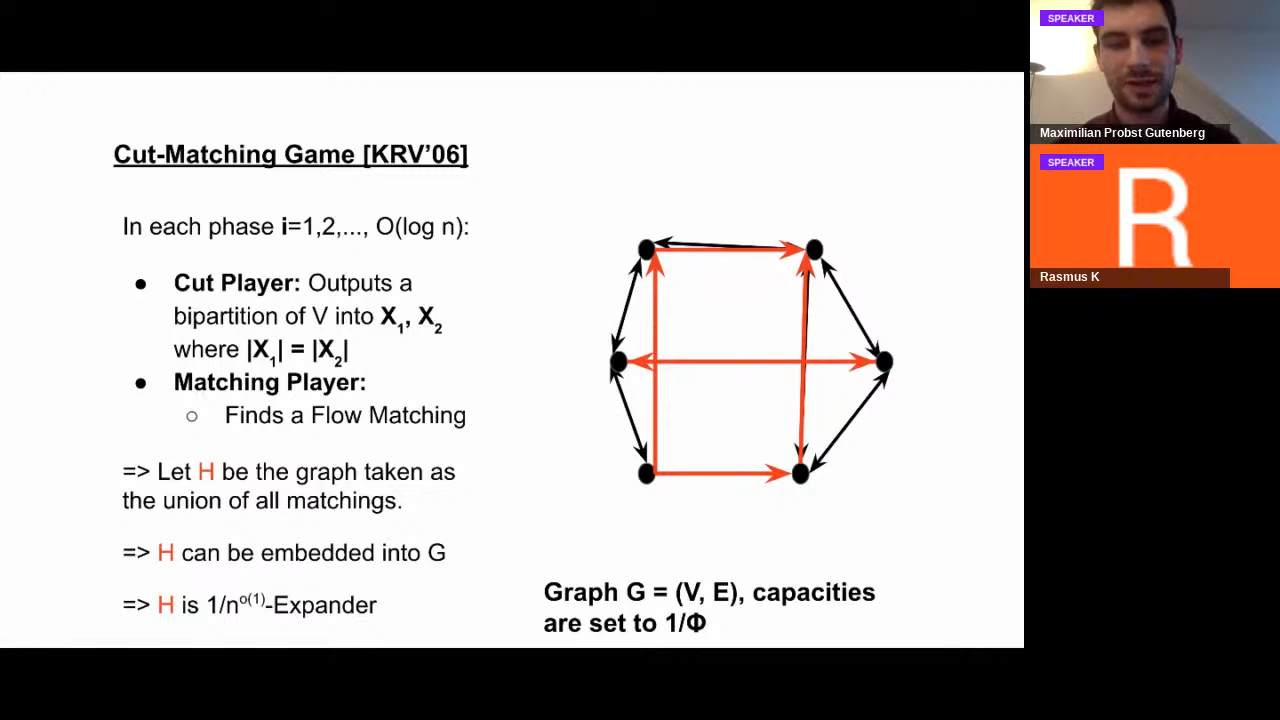 Cut-Matching Game [KRV’06]
In each phase i=1,2,..., O(log n):
● Cut Player: Outputs a
bipartition of V into X₁, X₂
where |X₁| = |X₂|
● Matching Player:
○ Finds a Flow Matching
=> Let H be the graph taken as
the union of all matchings.
=> H can be embedded into G
=> H is 1/nᵒ⁽¹⁾-Expander
Graph G = (V, E), capacities
are set to 1/Φ
SPEAKER
Maximilian Probst Gutenberg
SPEAKER
R
Rasmus K